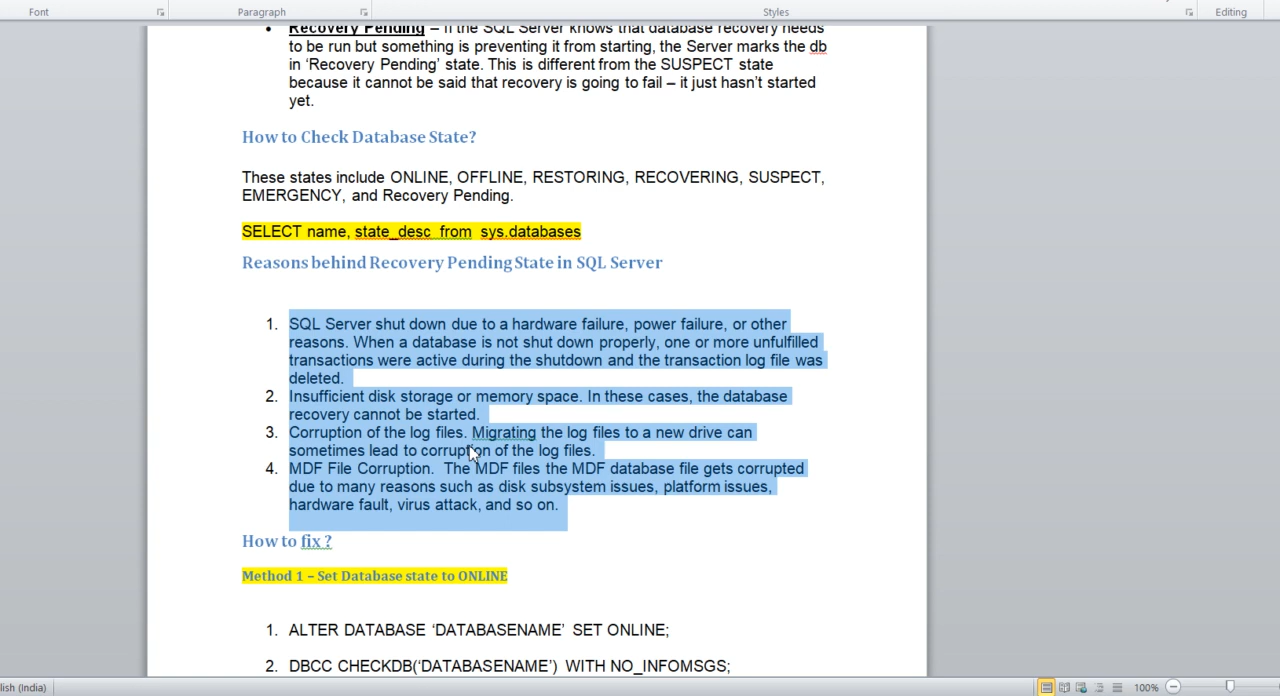 Font
Paragraph
Styles
Editing
• Recovery Pending – If the SQL Server knows that database recovery needs
to be run but something is preventing it from starting, the Server marks the db
in ‘Recovery Pending’ state. This is different from the SUSPECT state
because it cannot be said that recovery is going to fail – it just hasn’t started
yet.
How to Check Database State?
These states include ONLINE, OFFLINE, RESTORING, RECOVERING, SUSPECT,
EMERGENCY, and Recovery Pending.
SELECT name, state_desc from sys.databases
Reasons behind Recovery Pending State in SQL Server
1. SQL Server shut down due to a hardware failure, power failure, or other
reasons. When a database is not shut down properly, one or more unfulfilled
transactions were active during the shutdown and the transaction log file was
deleted.
2. Insufficient disk storage or memory space. In these cases, the database
recovery cannot be started.
3. Corruption of the log files. Migrating the log files to a new drive can
sometimes lead to corruption of the log files.
4. MDF File Corruption. The MDF files the MDF database file gets corrupted
due to many reasons such as disk subsystem issues, platform issues,
hardware fault, virus attack, and so on.
How to fix ?
Method 1 – Set Database state to ONLINE
1. ALTER DATABASE ‘DATABASENAME’ SET ONLINE;
2. DBCC CHECKDB(‘DATABASENAME’) WITH NO_INFOMSGS;
lish (India)
100%